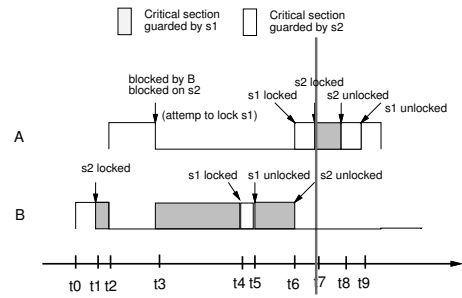 Critical section
guarded by s1
Critical section
guarded by s2
blocked by B
blocked on s2
(attemp to lock s1)
s1 locked
s2 locked
s2 unlocked
s1 unlocked
A
s2 locked
s1 locked
s1 unlocked
s2 unlocked
B
t0 t1 t2 t3 t4 t5 t6 t7 t8 t9